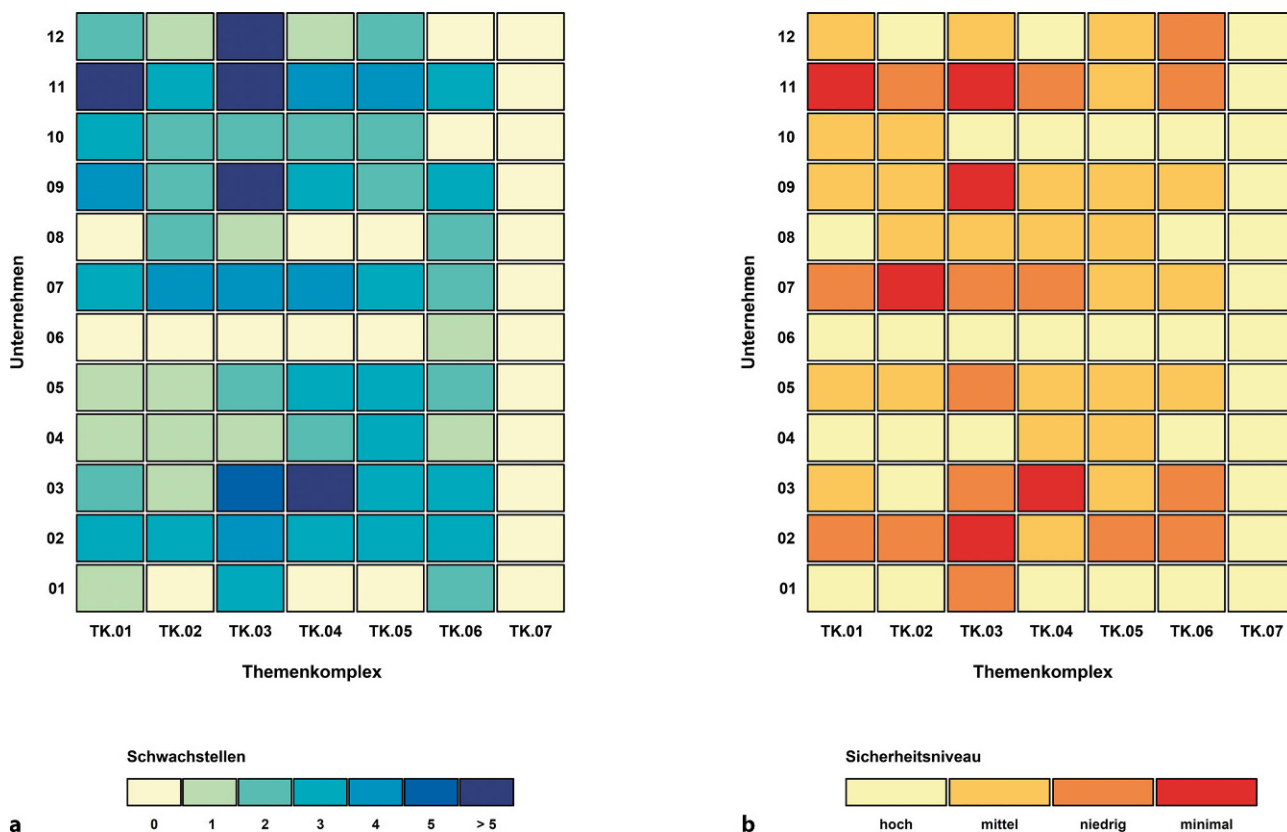 12
11
10
09
08
07
06
05
04
03
02
01
Unternehmen
TK.01 TK.02 TK.03 TK.04 TK.05 TK.06 TK.07
Themenkomplex
Schwachstellen
0 1 2 3 4 5 > 5
a
12
11
10
09
08
07
06
05
04
03
02
01
Unternehmen
TK.01 TK.02 TK.03 TK.04 TK.05 TK.06 TK.07
Themenkomplex
Sicherheitsniveau
hoch mittel niedrig minimal
b